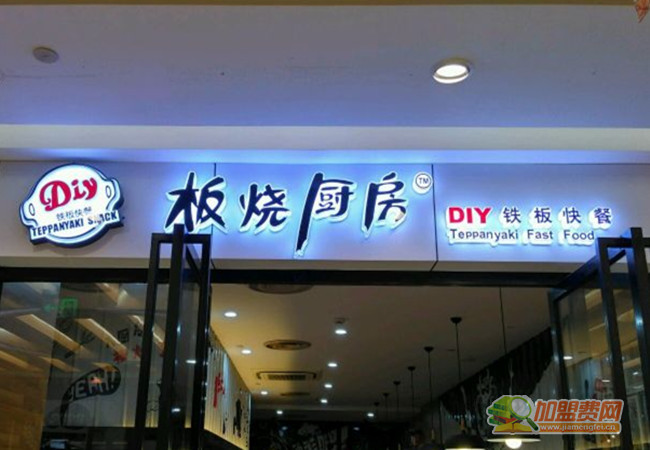 Diy
铁板快餐
TEPPANYAKI SNACK
板烧厨房 TM
DIY 铁板快餐
Teppanyaki Fast Food
加盟费网
www.jiamengfei.cn